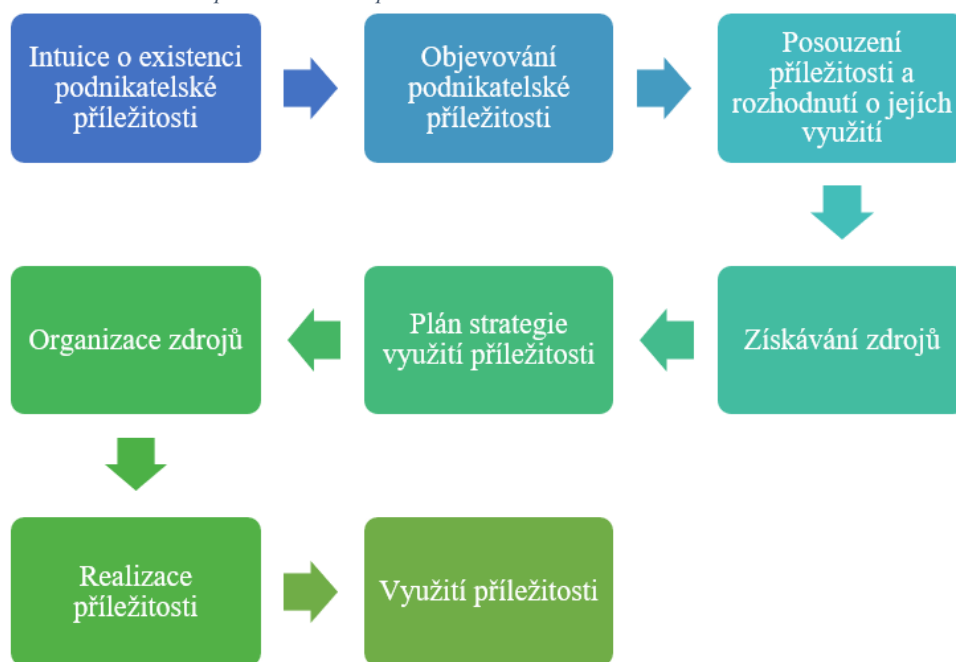 Intuice o existenci
podnikatelské
příležitosti
Objevování
podnikatelské
příležitosti
Posouzení
příležitosti a
rozhodnutí o jejích
využití
Získávání zdrojů
Plán strategie
využití příležitosti
Organizace zdrojů
Realizace
příležitosti
Využití příležitosti